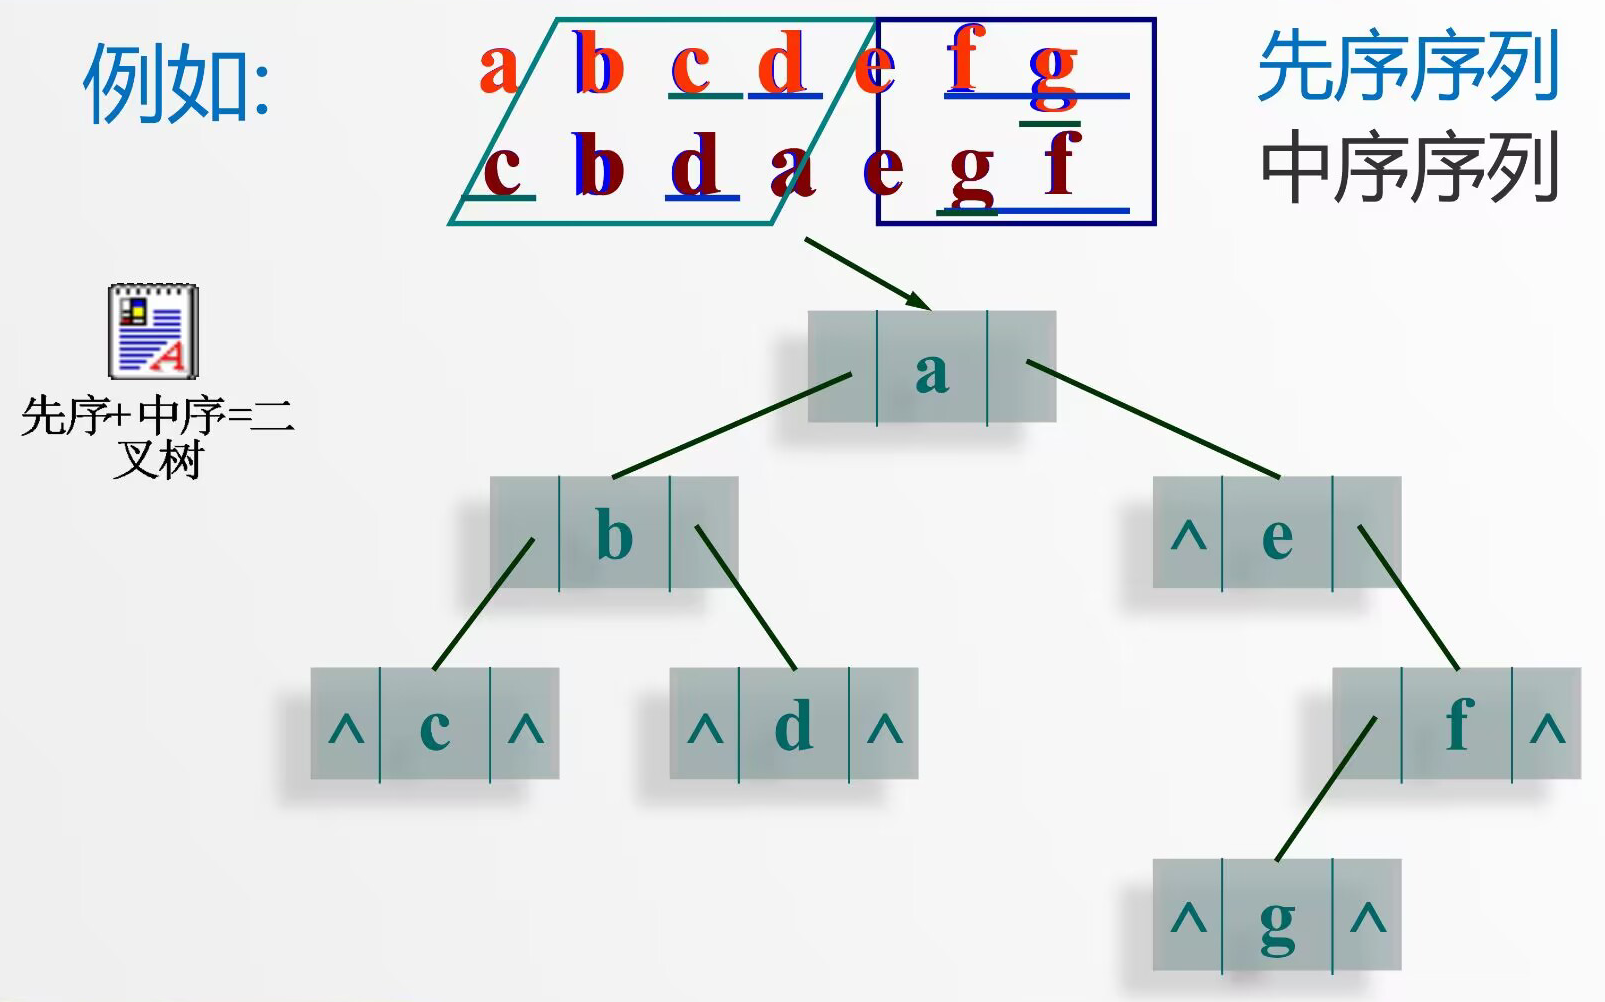 例如:
a b c d e f g 先序序列
c b d a e g f 中序序列
先序+中序=二
叉树
a
b
^ e
^ c ^
^ d ^
f ^
^ g ^